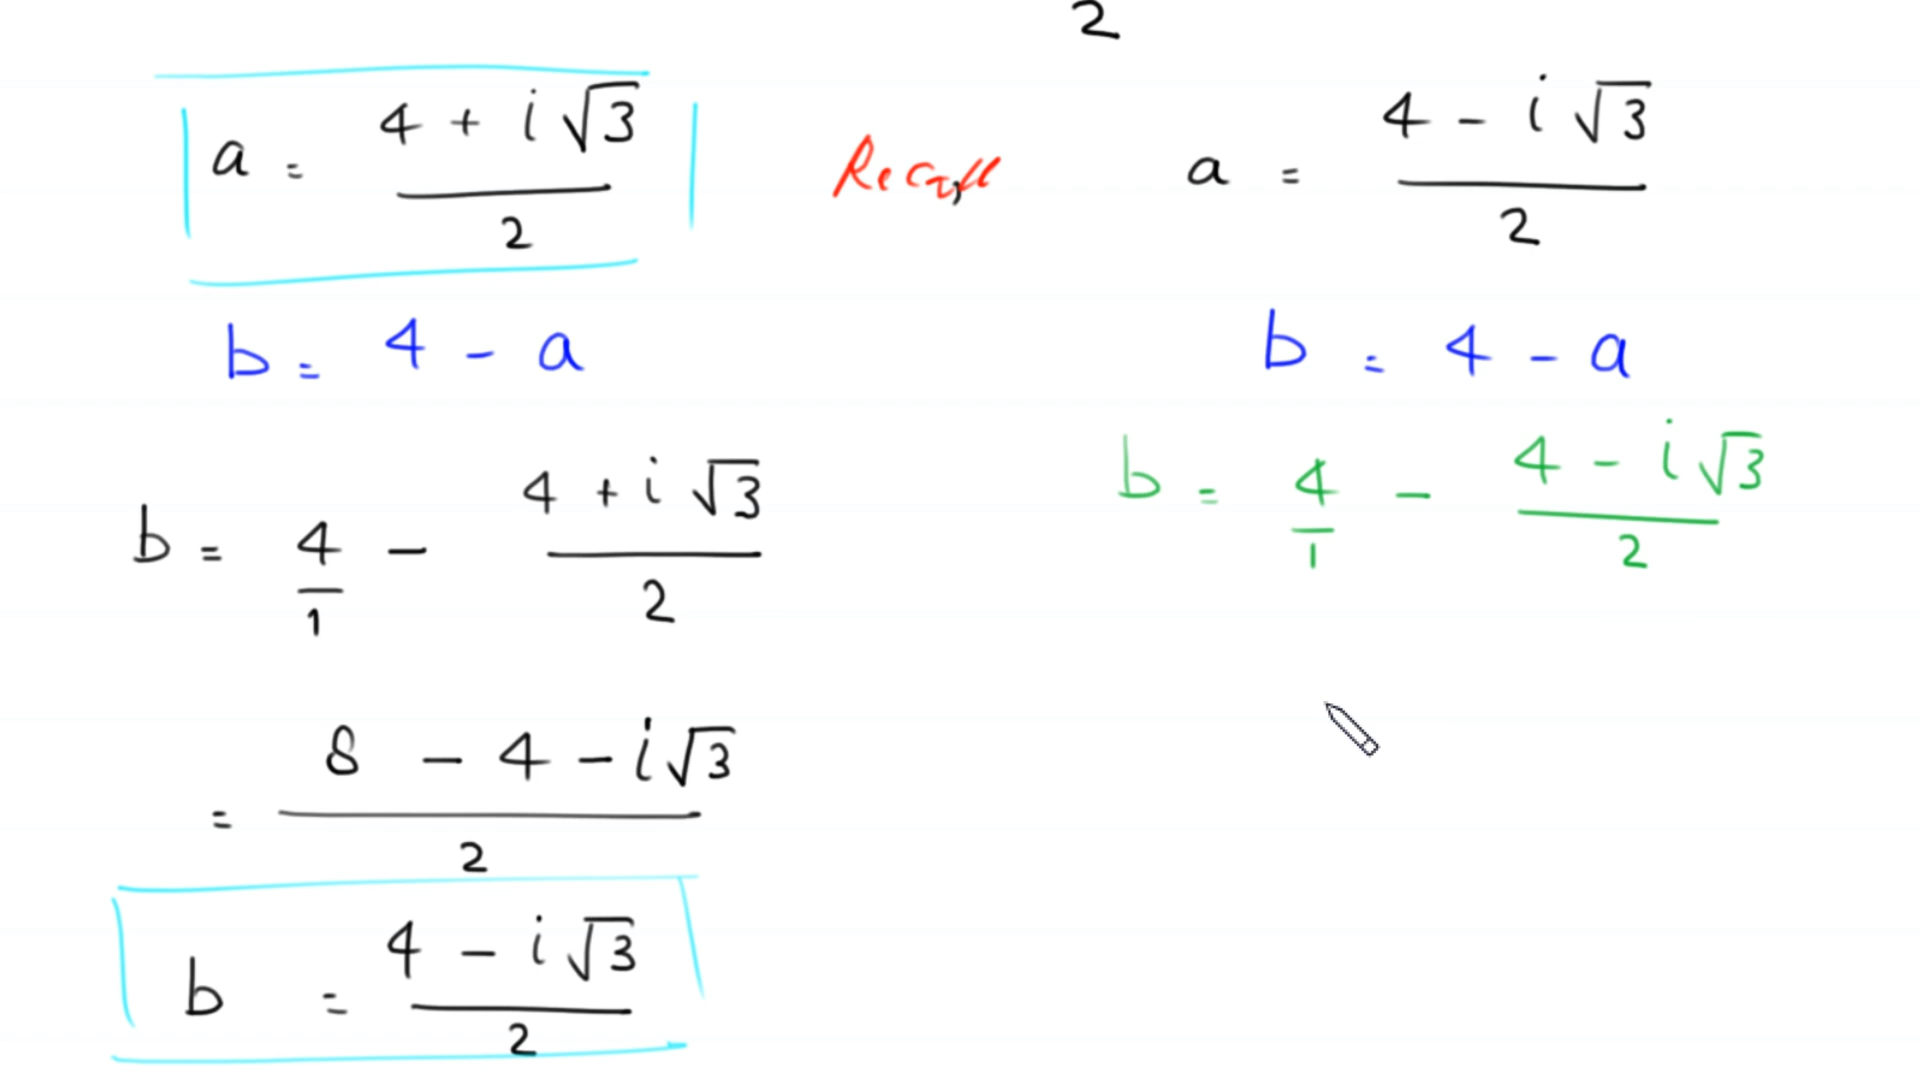 2
a = (4 + i√3)/2
Recall,
a = (4 - i√3)/2
b = 4 - a
b = 4 - a
b = 4/1 - (4 + i√3)/2
b = 4/1 - (4 - i√3)/2
= (8 - 4 - i√3)/2
b = (4 - i√3)/2